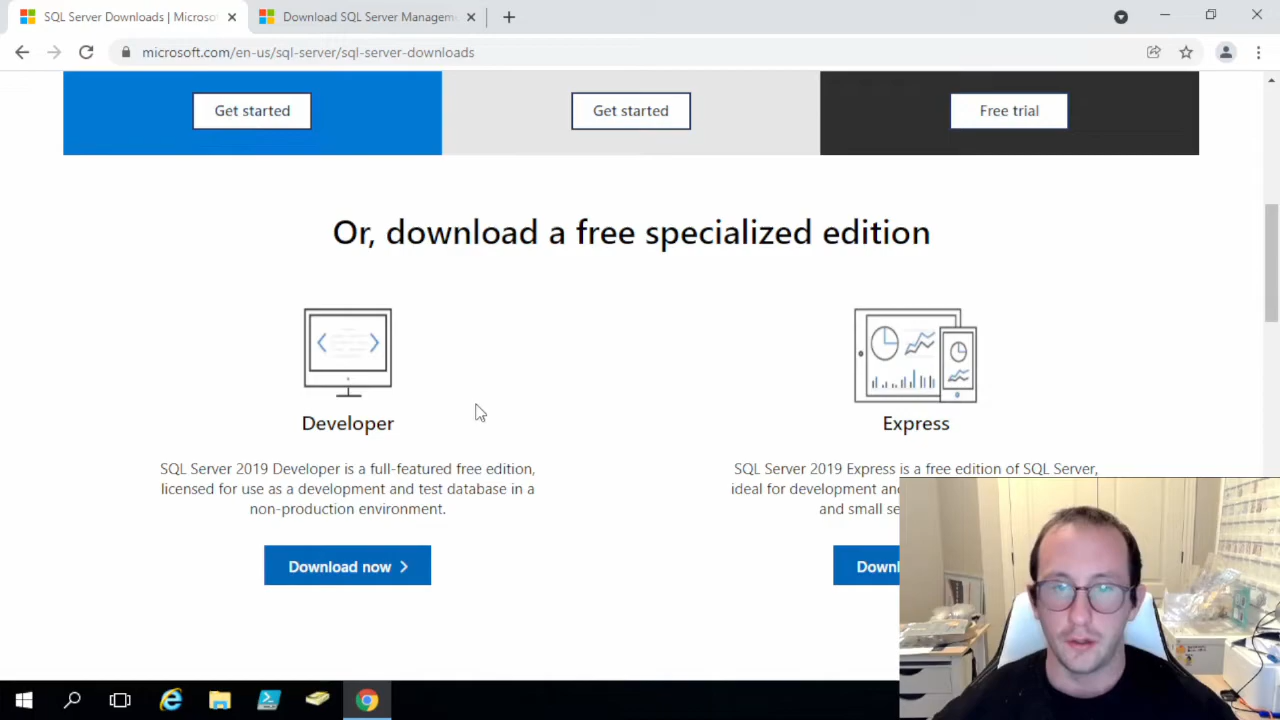 SQL Server Downloads | Microso
Download SQL Server Managem
microsoft.com/en-us/sql-server/sql-server-downloads
Get started
Get started
Free trial
Or, download a free specialized edition
Developer
SQL Server 2019 Developer is a full-featured free edition,
licensed for use as a development and test database in a
non-production environment.
Download now
Express
SQL Server 2019 Express is a free edition of SQL Server,
ideal for development and
and small se
Downl